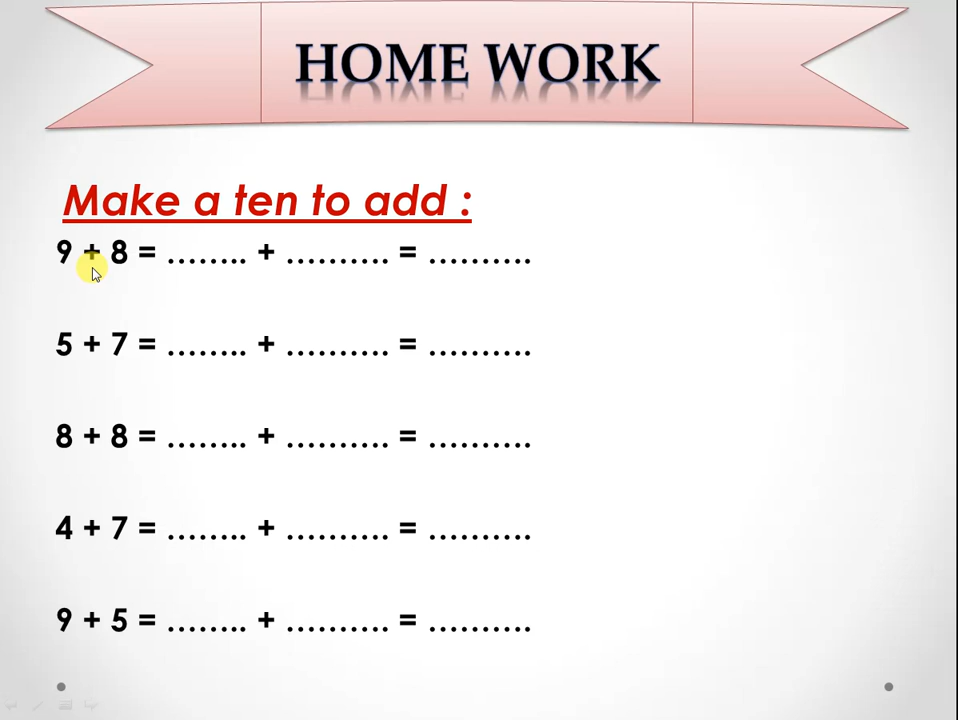 HOME WORK
Make a ten to add :
9 + 8 = …….. + ………. = ……….
5 + 7 = …….. + ………. = ……….
8 + 8 = …….. + ………. = ……….
4 + 7 = …….. + ………. = ……….
9 + 5 = …….. + ………. = ……….